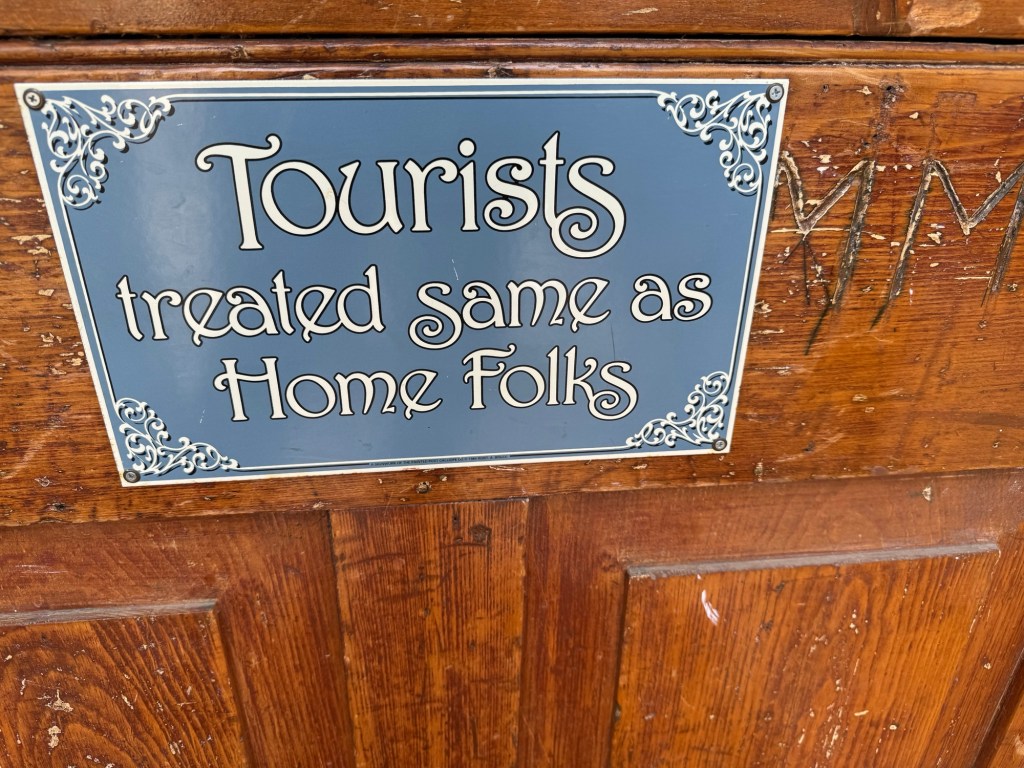 Tourists
treated same as
Home Folks
MM